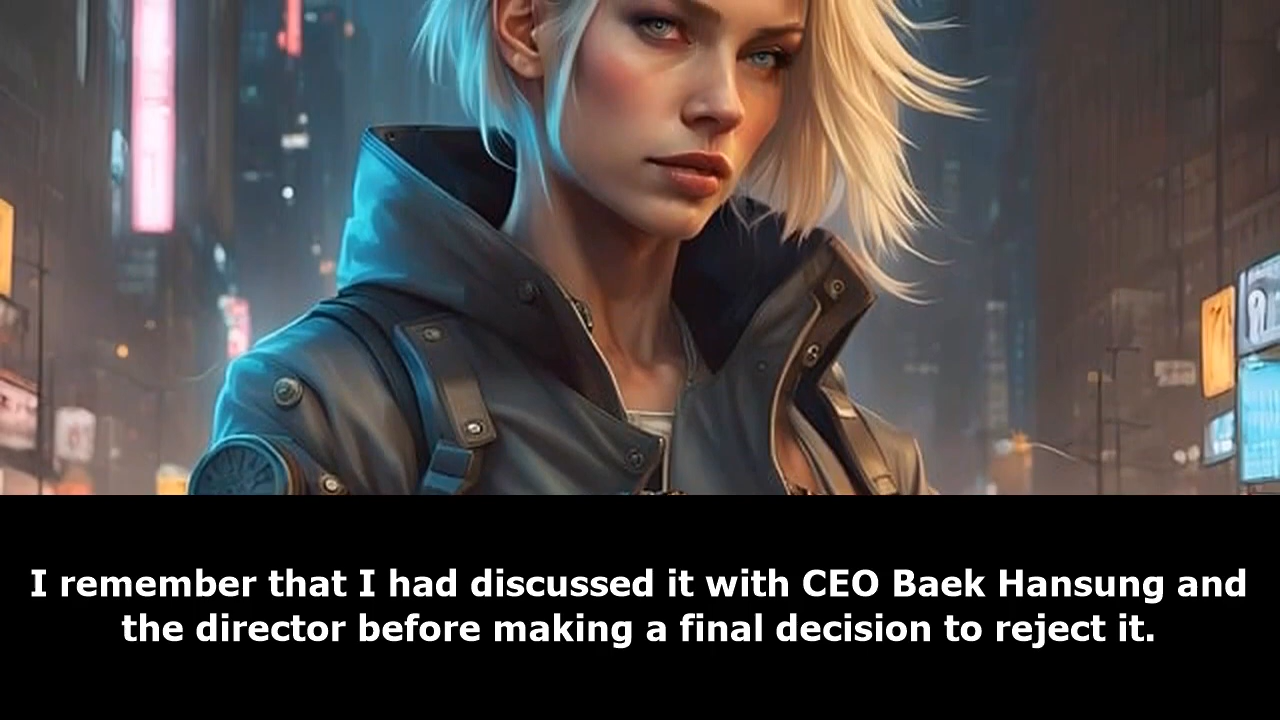 I remember that I had discussed it with CEO Baek Hansung and
the director before making a final decision to reject it.